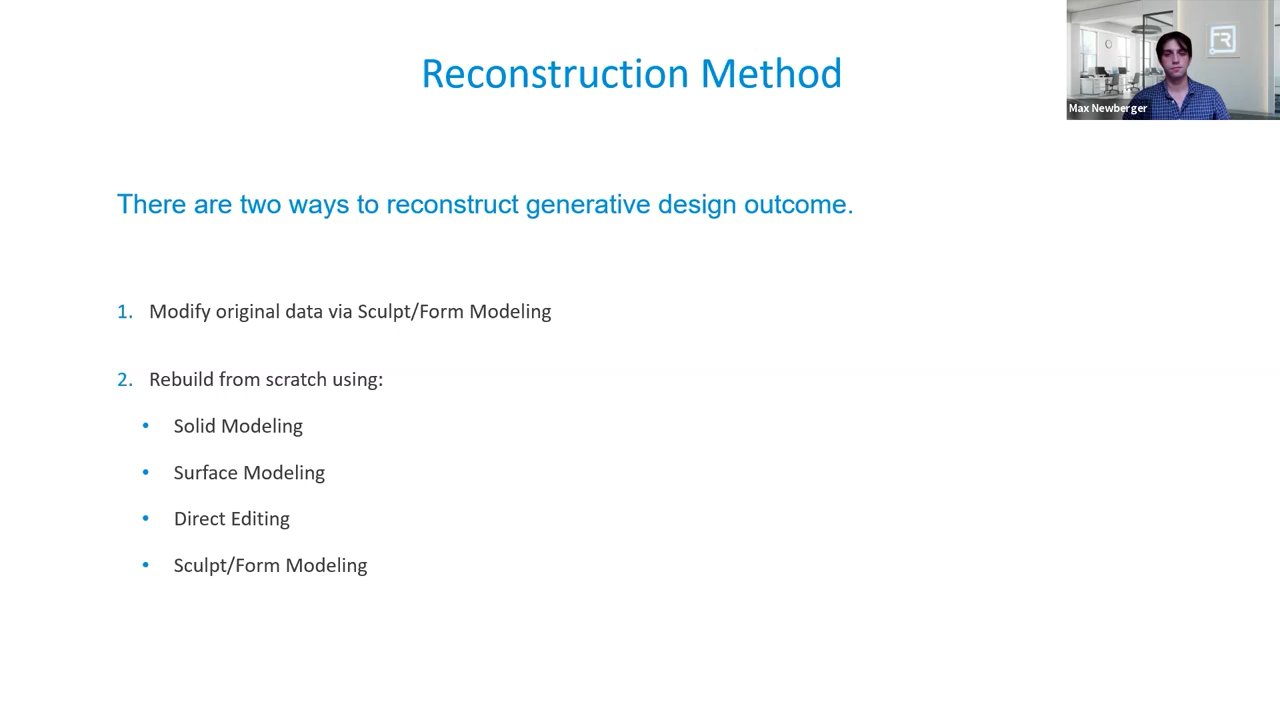 Reconstruction Method
FR
Max Newberger
There are two ways to reconstruct generative design outcome.
1. Modify original data via Sculpt/Form Modeling
2. Rebuild from scratch using:
• Solid Modeling
• Surface Modeling
• Direct Editing
• Sculpt/Form Modeling